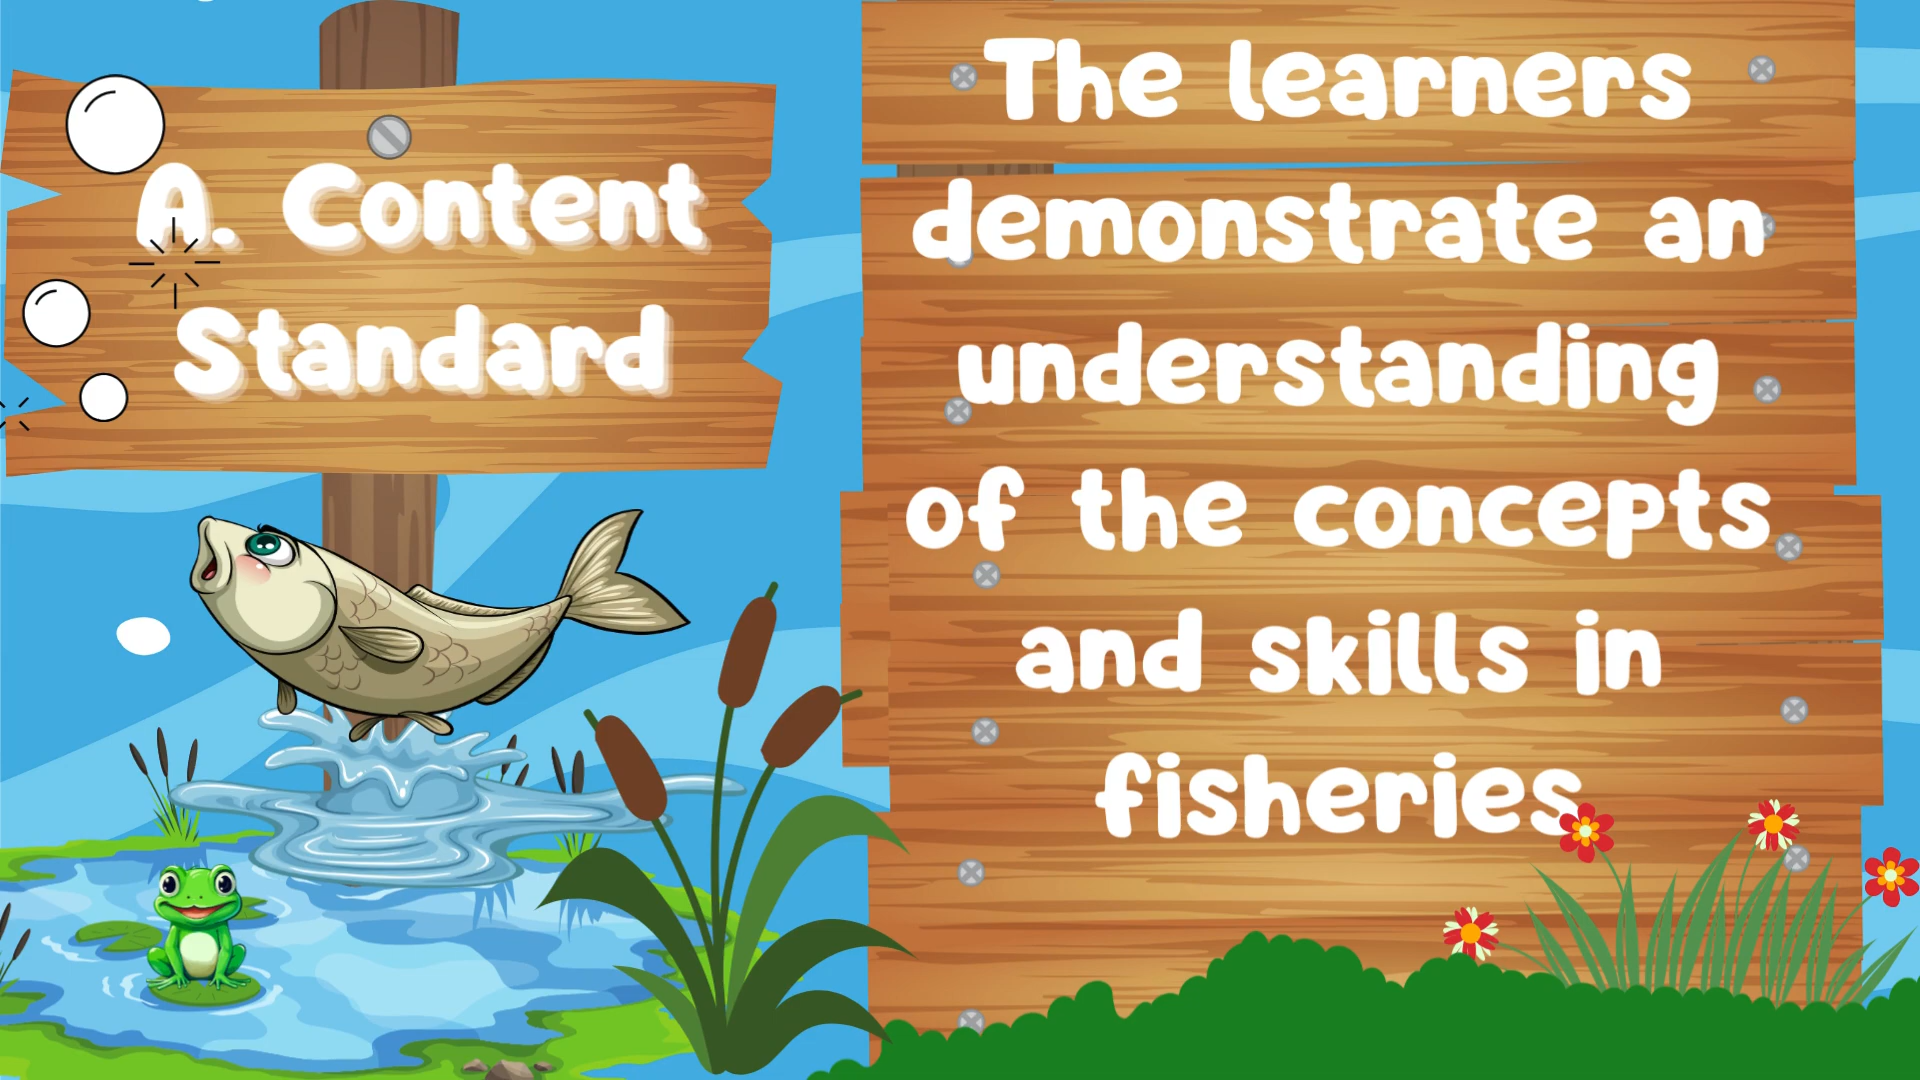 A. Content
Standard
The learners
demonstrate an
understanding
of the concepts
and skills in
fisheries